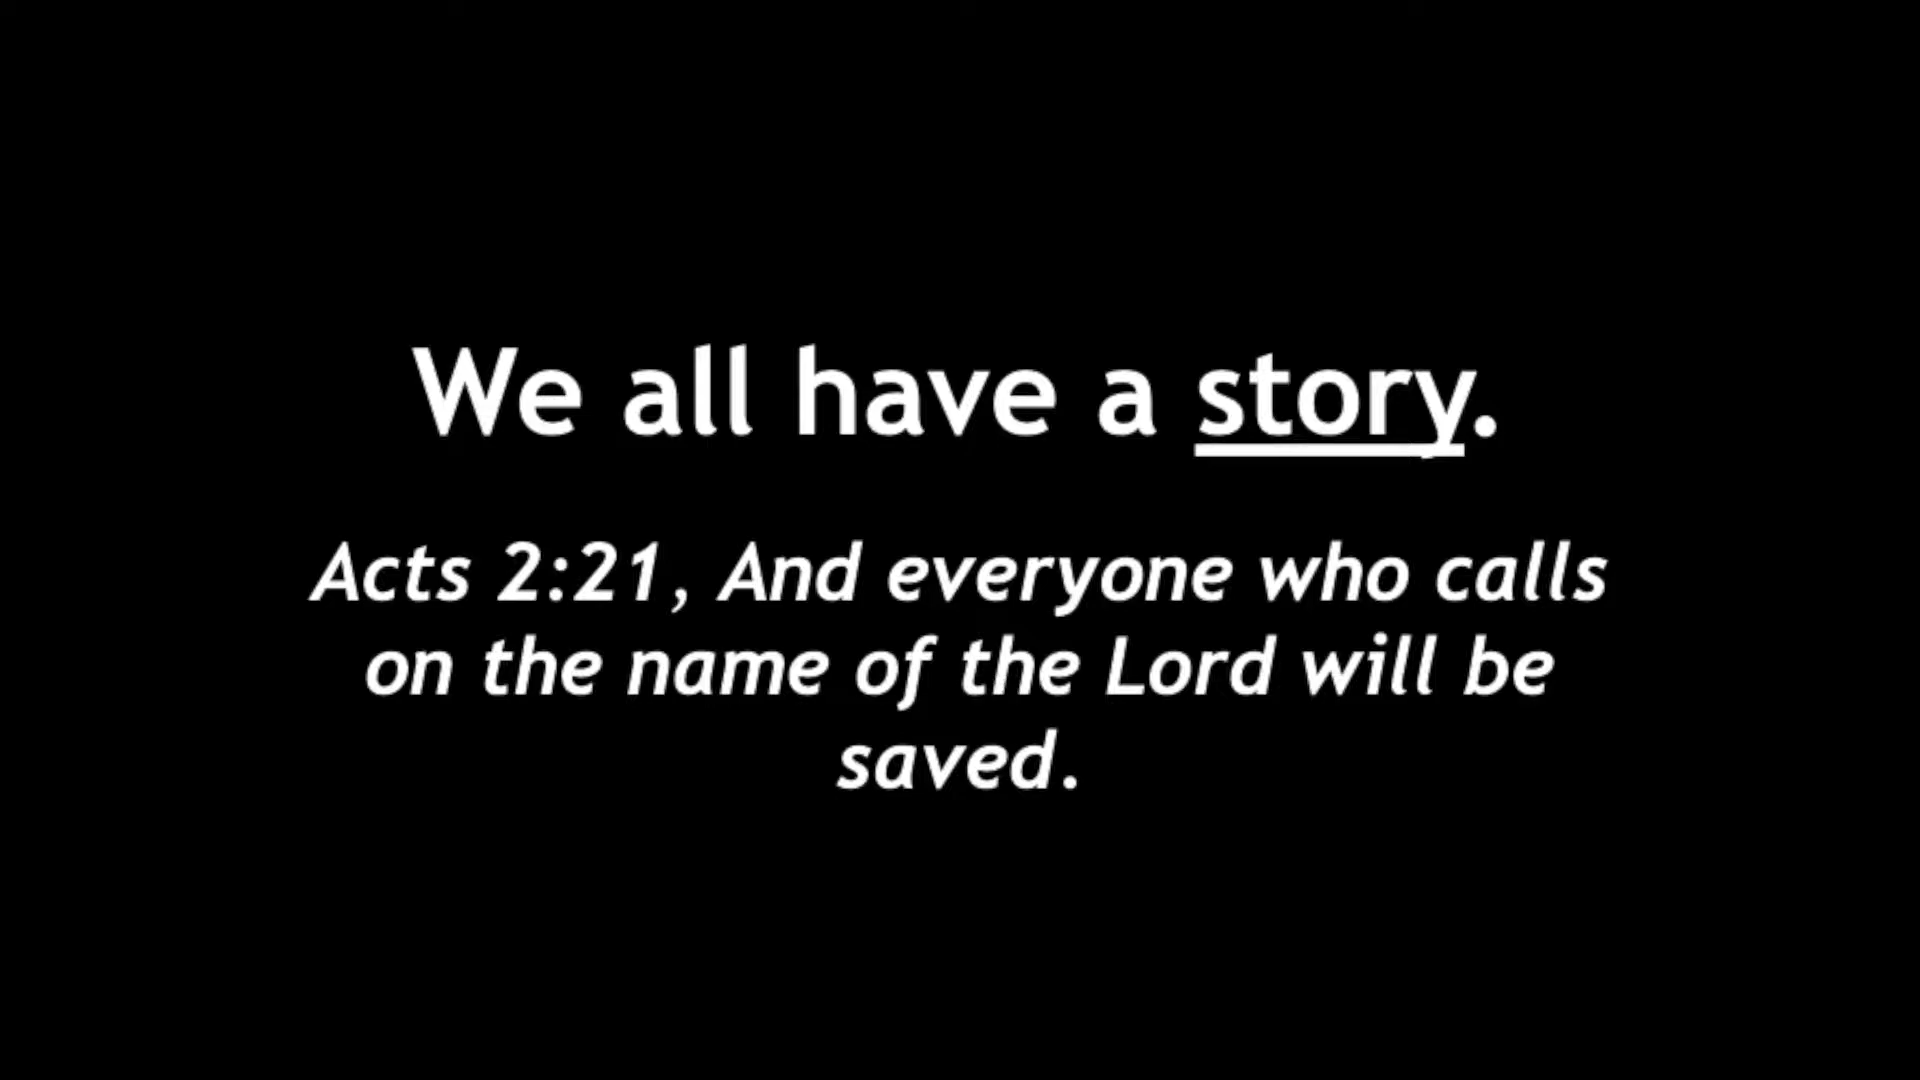 We all have a story.
Acts 2:21, And everyone who calls
on the name of the Lord will be
saved.